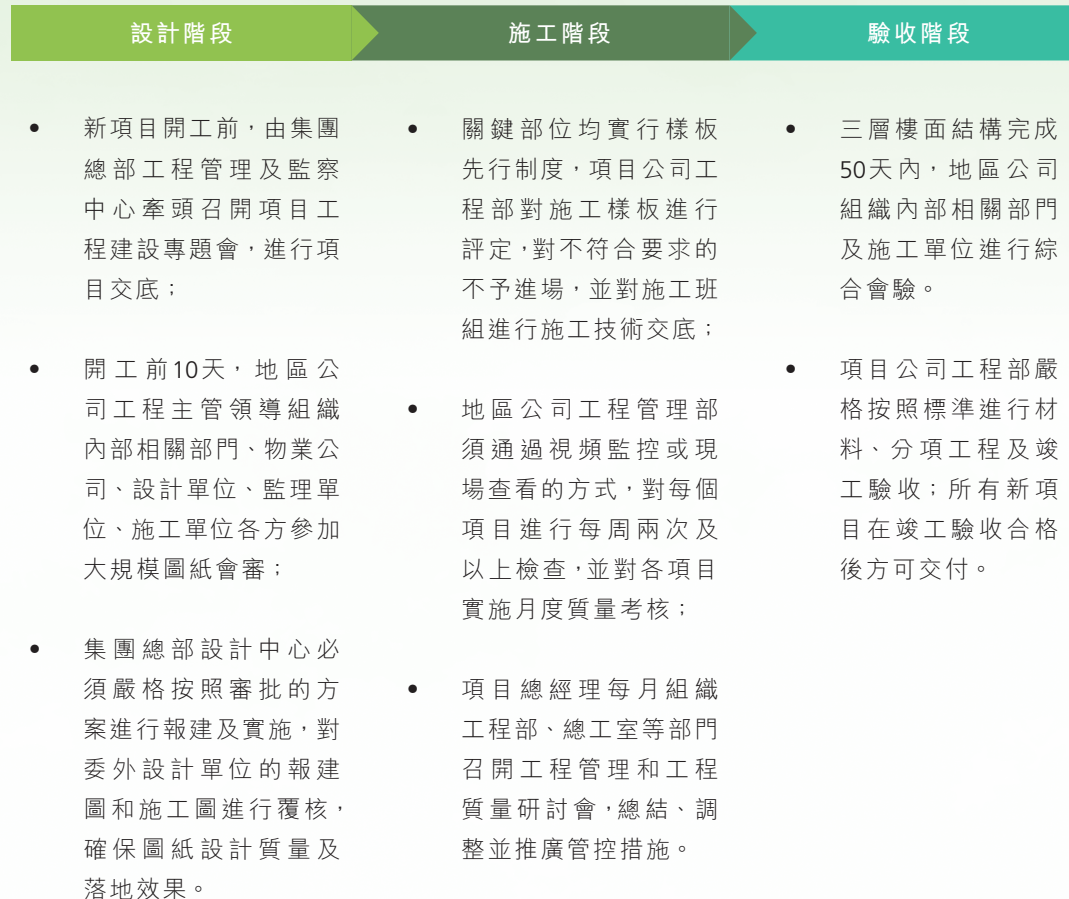 設計階段
新項目開工前，由集團
總部工程管理及監察
中心牽頭召開項目工
程建設專題會，進行項
目交底；
開工前10天，地區公
司工程主管領導組織
內部相關部門、物業公
司、設計單位、監理單
位、施工單位各方參加
大規模圖紙會審；
集團總部設計中心必
須嚴格按照審批的方
案進行報建及實施，對
委外設計單位的報建
圖和施工圖進行覆核，
確保圖紙設計質量及
落地效果。
施工階段
關鍵部位均實行樣板
先行制度，項目公司工
程部對施工樣板進行
評定，對不符合要求的
不予進場，並對施工班
組進行施工技術交底；
地區公司工程管理部
須通過視頻監控或現
場查看的方式，對每個
項目進行每周兩次及
以上檢查，並對各項目
實施月度質量考核；
項目總經理每月組織
工程部、總工室等部門
召開工程管理和工程
質量研討會，總結、調
整並推廣管控措施。
驗收階段
三層樓面結構完成
50天內，地區公司
組織內部相關部門
及施工單位進行綜
合會驗。
項目公司工程部嚴
格按照標準進行材
料、分項工程及竣
工驗收；所有新項
目在竣工驗收合格
後方可交付。